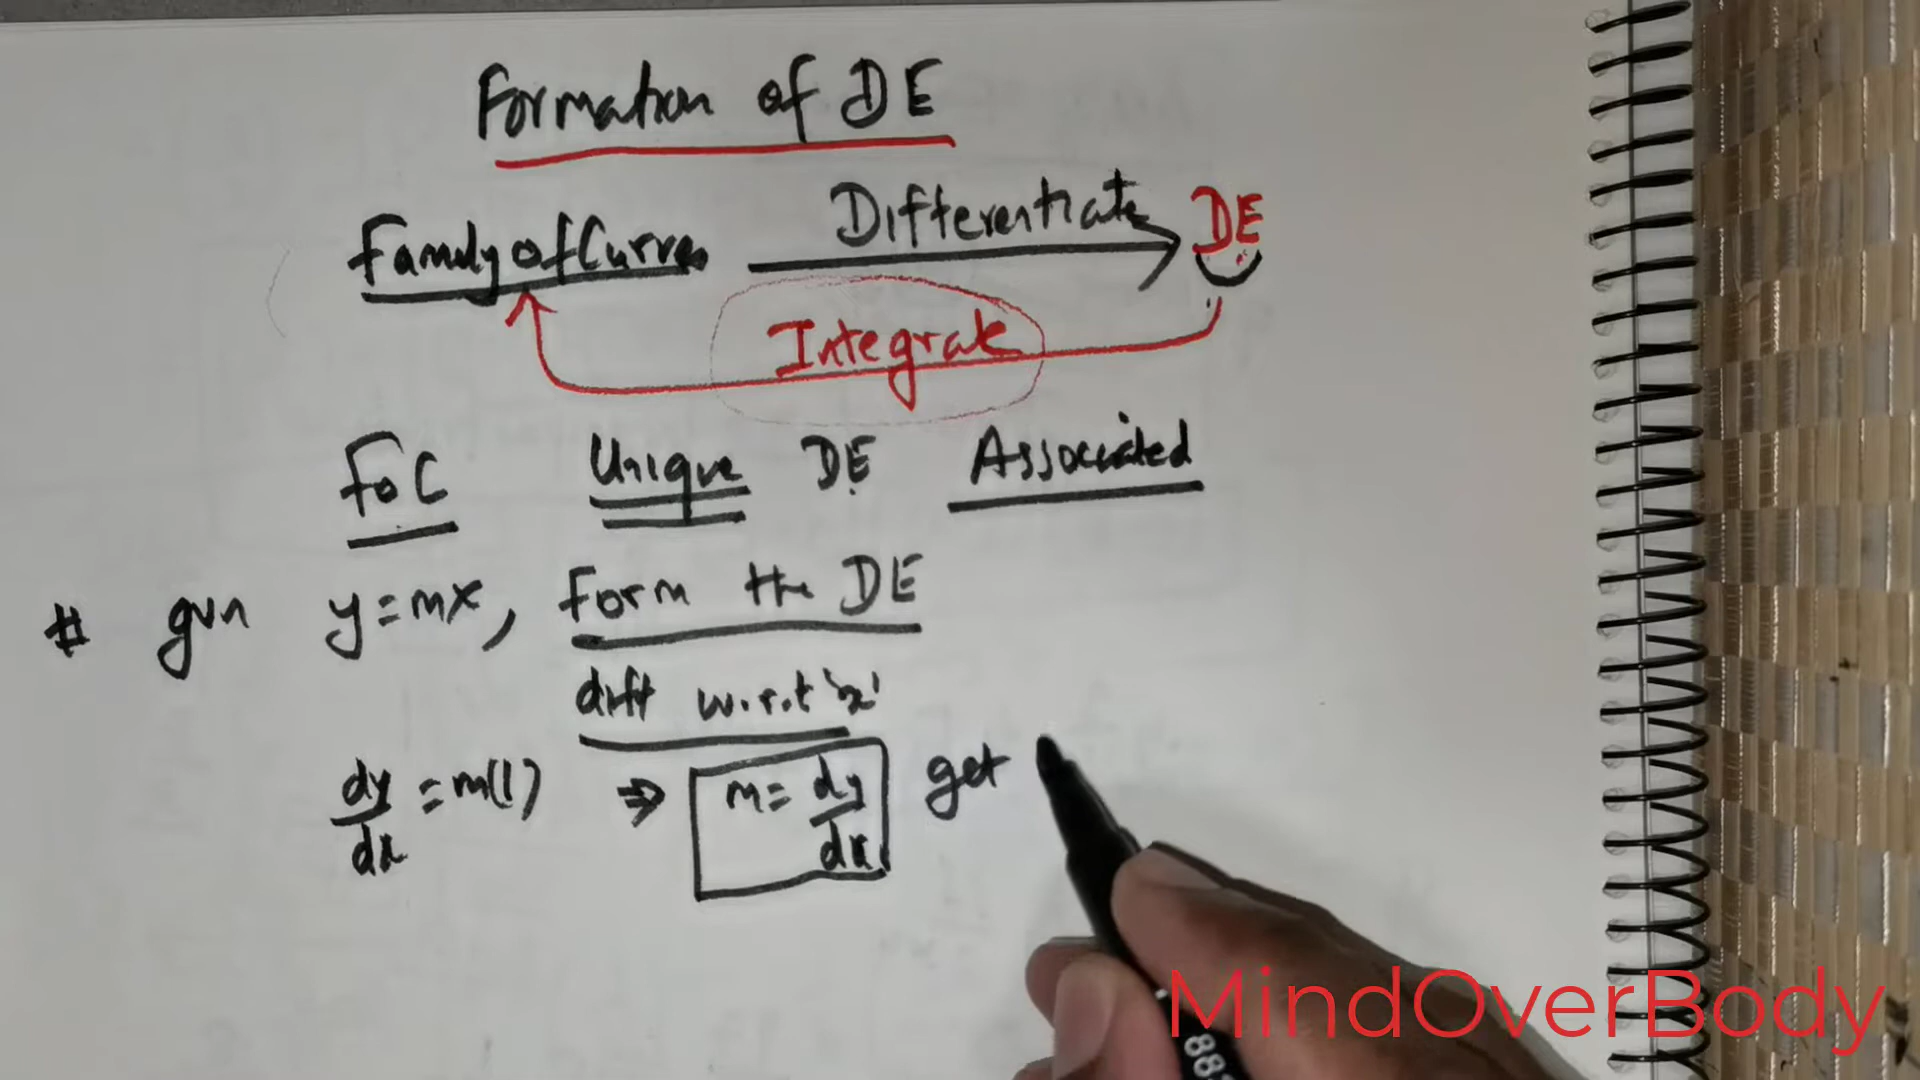 Formation of DE
Family of Curves Differentiate DE
Integrate
FoC Unique DE Associated
# gvn y=mx, Form the DE
diff w.r.t 'x'
dy/dx = m(1) ⇒ m = dy/dx get
MindOverBody